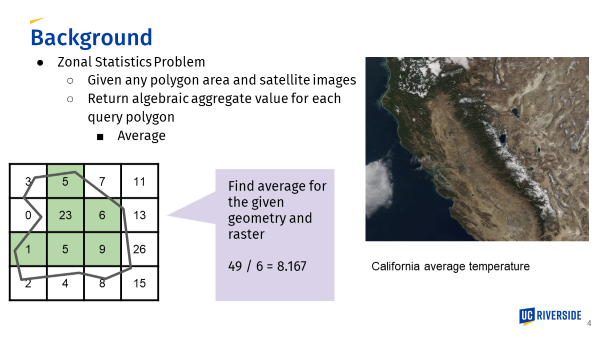 Background
● Zonal Statistics Problem
○ Given any polygon area and satellite images
○ Return algebraic aggregate value for each
query polygon
■ Average
3 5 7 11
0 23 6 13
1 5 9 26
2 4 8 15
Find average for
the given
geometry and
raster
49 / 6 = 8.167
California average temperature
UC RIVERSIDE
4